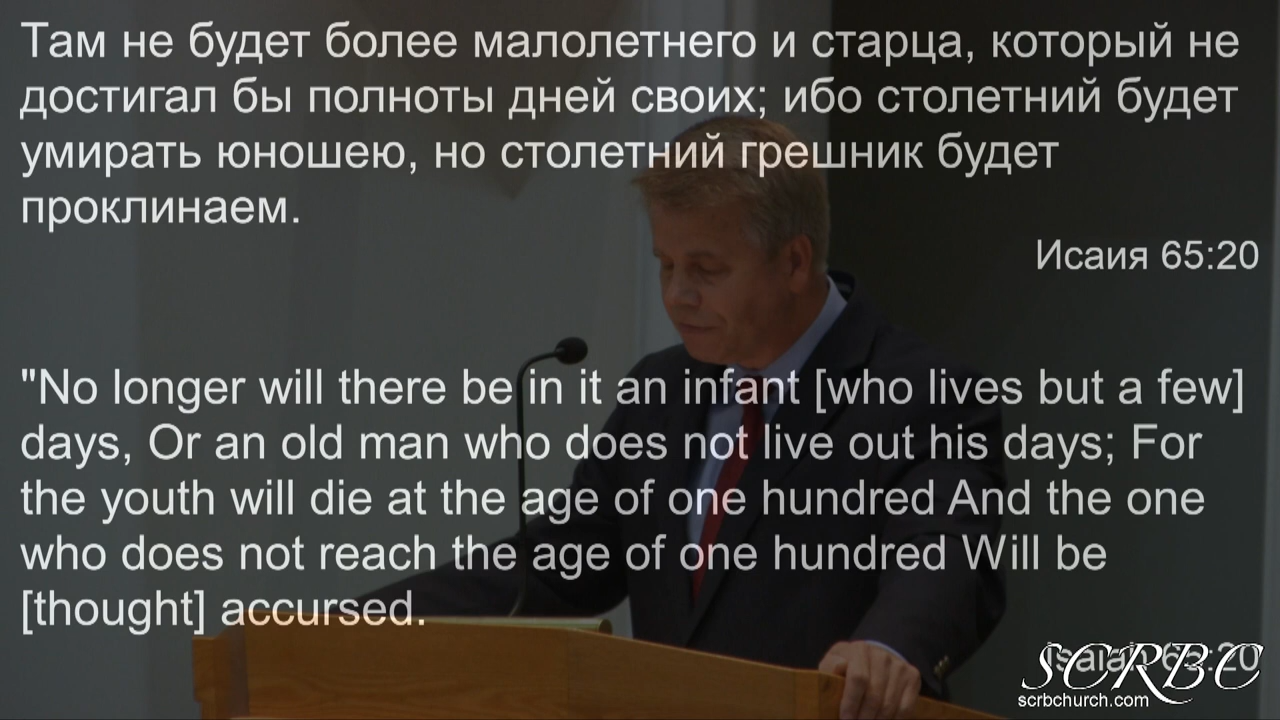 Там не будет более малолетнего и старца, который не
достигал бы полноты дней своих; ибо столетний будет
умирать юношею, но столетний грешник будет
проклинаем.
Исаия 65:20
"No longer will there be in it an infant [who lives but a few]
days, Or an old man who does not live out his days; For
the youth will die at the age of one hundred And the one
who does not reach the age of one hundred Will be
[thought] accursed.
Isaiah 65:20
SCRBC
scrbchurch.com